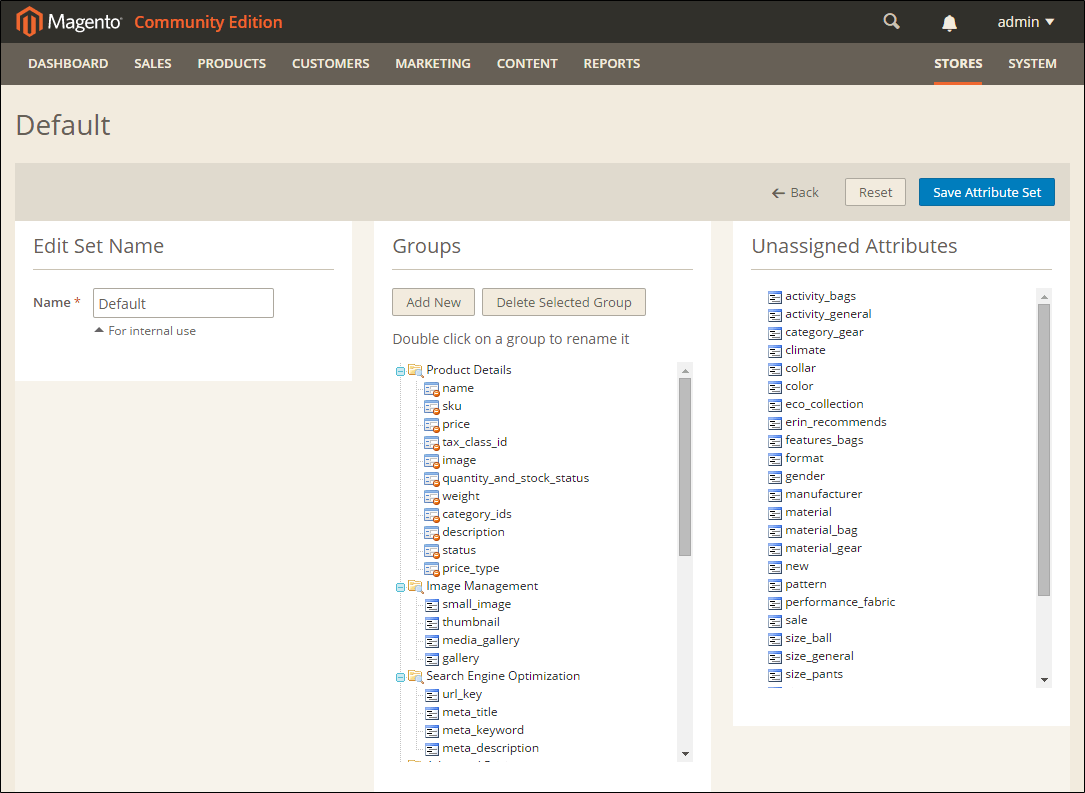 Magento Community Edition
admin
DASHBOARD SALES PRODUCTS CUSTOMERS MARKETING CONTENT REPORTS STORES SYSTEM
Default
Back Reset Save Attribute Set
Edit Set Name
Name * Default
For internal use
Groups
Add New Delete Selected Group
Double click on a group to rename it
Product Details
name
sku
price
tax_class_id
image
quantity_and_stock_status
weight
category_ids
description
status
price_type
Image Management
small_image
thumbnail
media_gallery
gallery
Search Engine Optimization
url_key
meta_title
meta_keyword
meta_description
Unassigned Attributes
activity_bags
activity_general
category_gear
climate
collar
color
eco_collection
erin_recommends
features_bags
format
gender
manufacturer
material
material_bag
material_gear
new
pattern
performance_fabric
sale
size_ball
size_general
size_pants